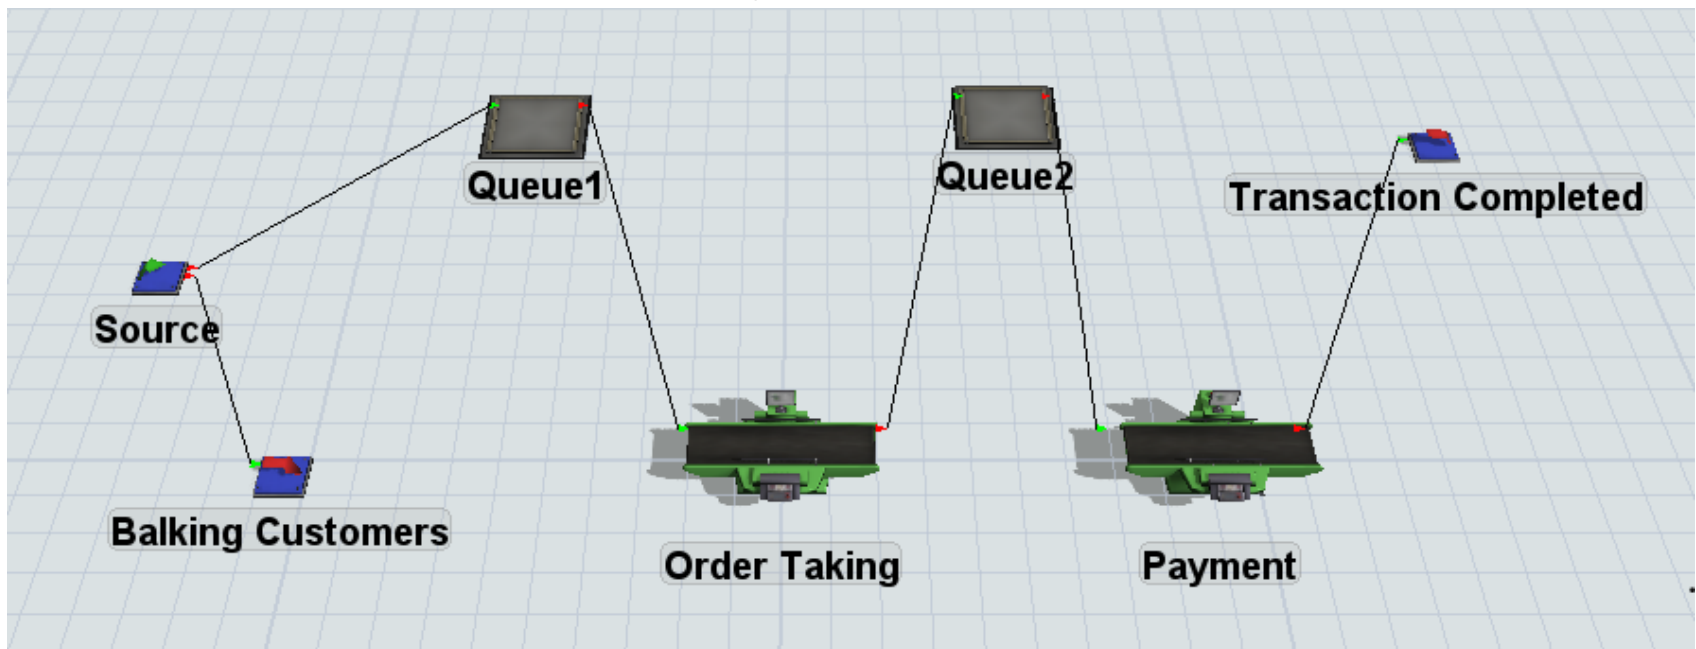 Queue1
Queue2
Transaction Completed
Source
Balking Customers
Order Taking
Payment